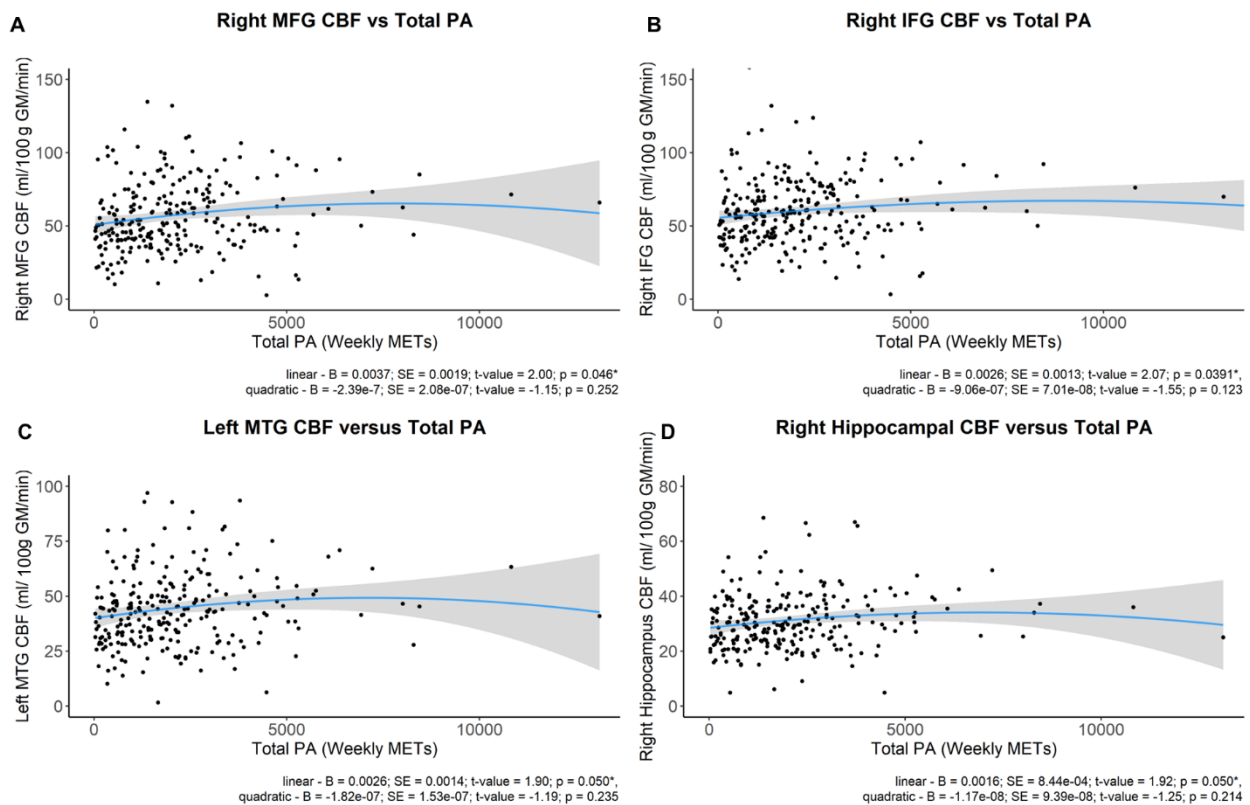 A
Right MFG CBF vs Total PA
Right MFG CBF (ml/100 g GM/min)
150
100
50
0
0 5000 10000
Total PA (Weekly METs)
linear - B = 0.0037; SE = 0.0019; t-value = 2.00; p = 0.046*
quadratic - B = -2.39e-7; SE = 2.08e-07; t-value = -1.15; p = 0.252
B
Right IFG CBF vs Total PA
Right IFG CBF (ml/100 g GM/min)
150
100
50
0
0 5000 10000
Total PA (Weekly METs)
linear - B = 0.0026; SE = 0.0013; t-value = 2.07; p = 0.0391*,
quadratic - B = -9.06e-07; SE = 7.01e-08; t-value = -1.55; p = 0.123
C
Left MTG CBF versus Total PA
Left MTG CBF (ml/100g GM/min)
100
75
50
25
0
0 5000 10000
Total PA (Weekly METs)
linear - B = 0.0026; SE = 0.0014; t-value = 1.90; p = 0.050*,
quadratic - B = -1.82e-07; SE = 1.53e-07; t-value = -1.19; p = 0.235
D
Right Hippocampal CBF versus Total PA
Right Hippocampus CBF (ml/100g GM/min)
80
60
40
20
0
0 5000 10000
Total PA (Weekly METs)
linear - B = 0.0016; SE = 8.44e-04; t-value = 1.92; p = 0.050*,
quadratic - B = -1.17e-08; SE = 9.39e-08; t-value = -1.25; p = 0.214